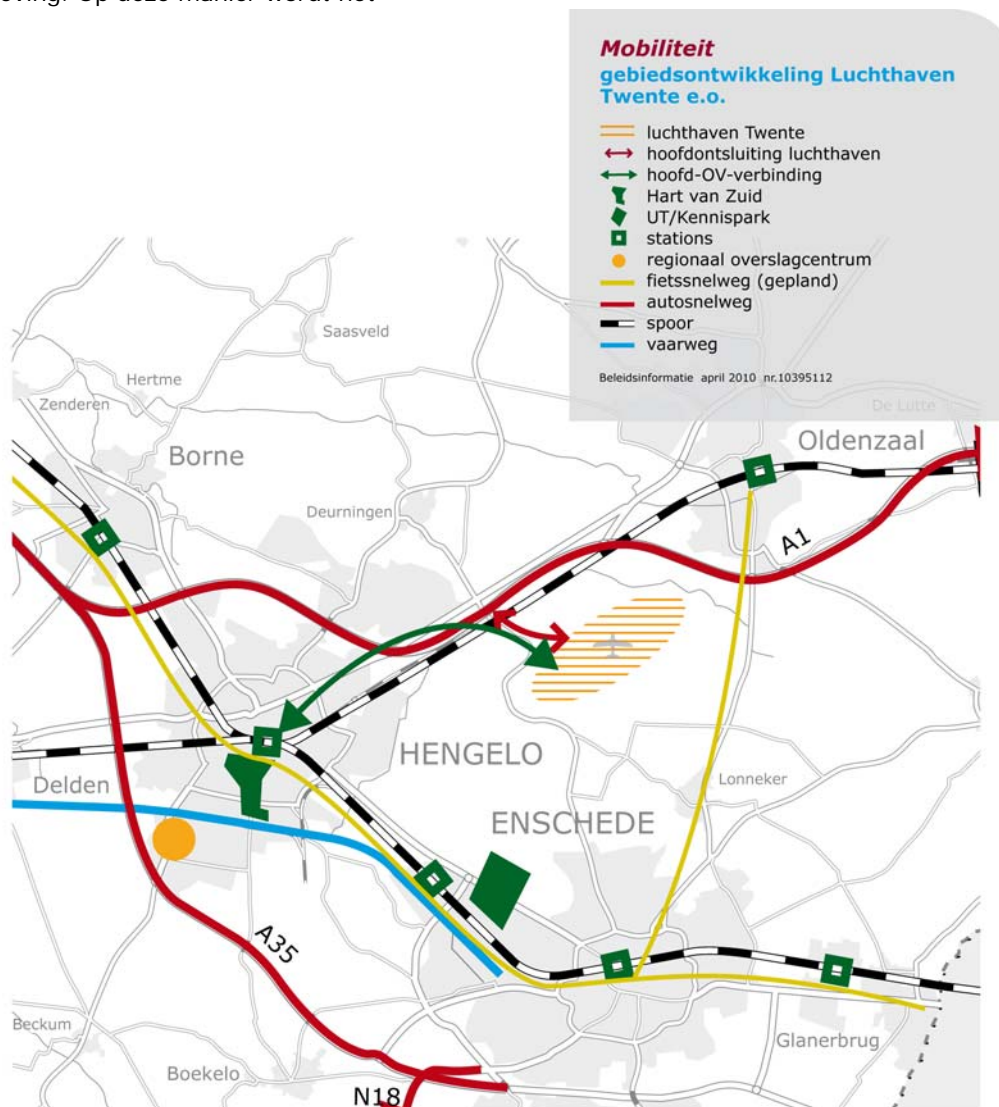 Mobiliteit
gebiedsontwikkeling Luchthaven
Twente e.o.
luchthaven Twente
hoofdontsluiting luchthaven
hoofd-OV-verbinding
Hart van Zuid
UT/Kennispark
stations
regionaal overslagcentrum
fietssnelweg (gepland)
autosnelweg
spoor
vaarweg
Beleidsinformatie april 2010 nr.10395112
Saasveld
Hertme
Zenderen
De Lutte
Oldenzaal
Borne
Deurningen
A1
HENGELO
Delden
Lonneker
ENSCHEDE
A35
Beckum
Glanerbrug
Boekelo
N18